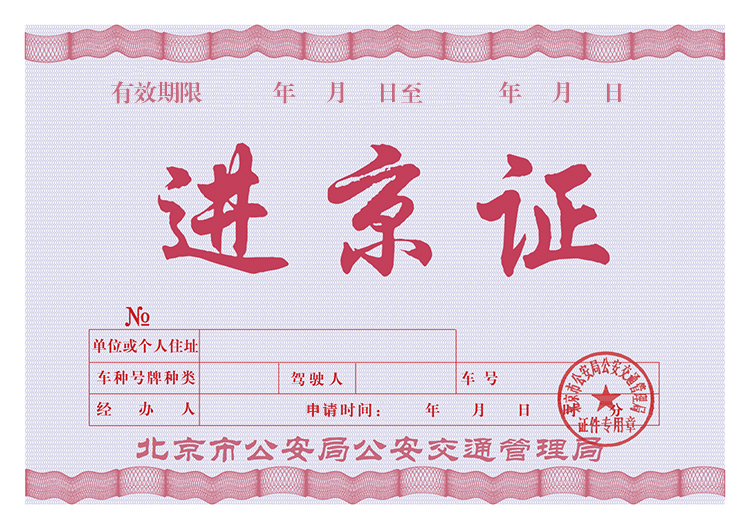 有效期限 年 月 日至 年 月 日
进京证
№
单位或个人住址
车种号牌种类 驾驶人 车号
经办人 申请时间： 年 月 日 时 分
北京市公安局公安交通管理局
证件专用章
北京市公安局公安交通管理局